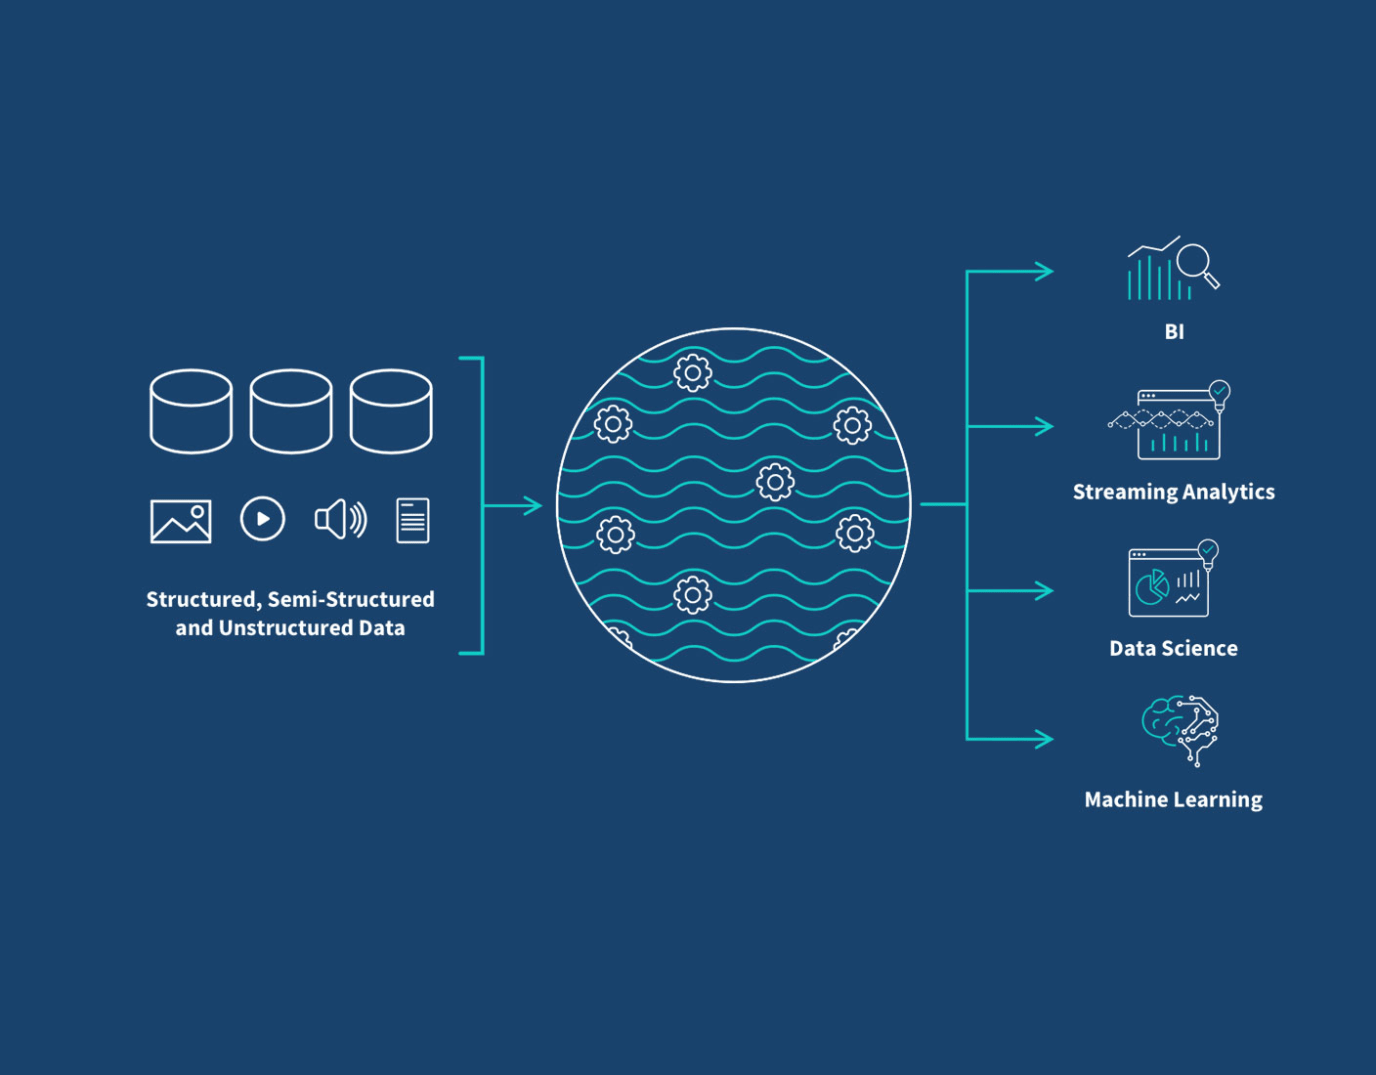 Structured, Semi-Structured
and Unstructured Data
BI
Streaming Analytics
Data Science
Machine Learning